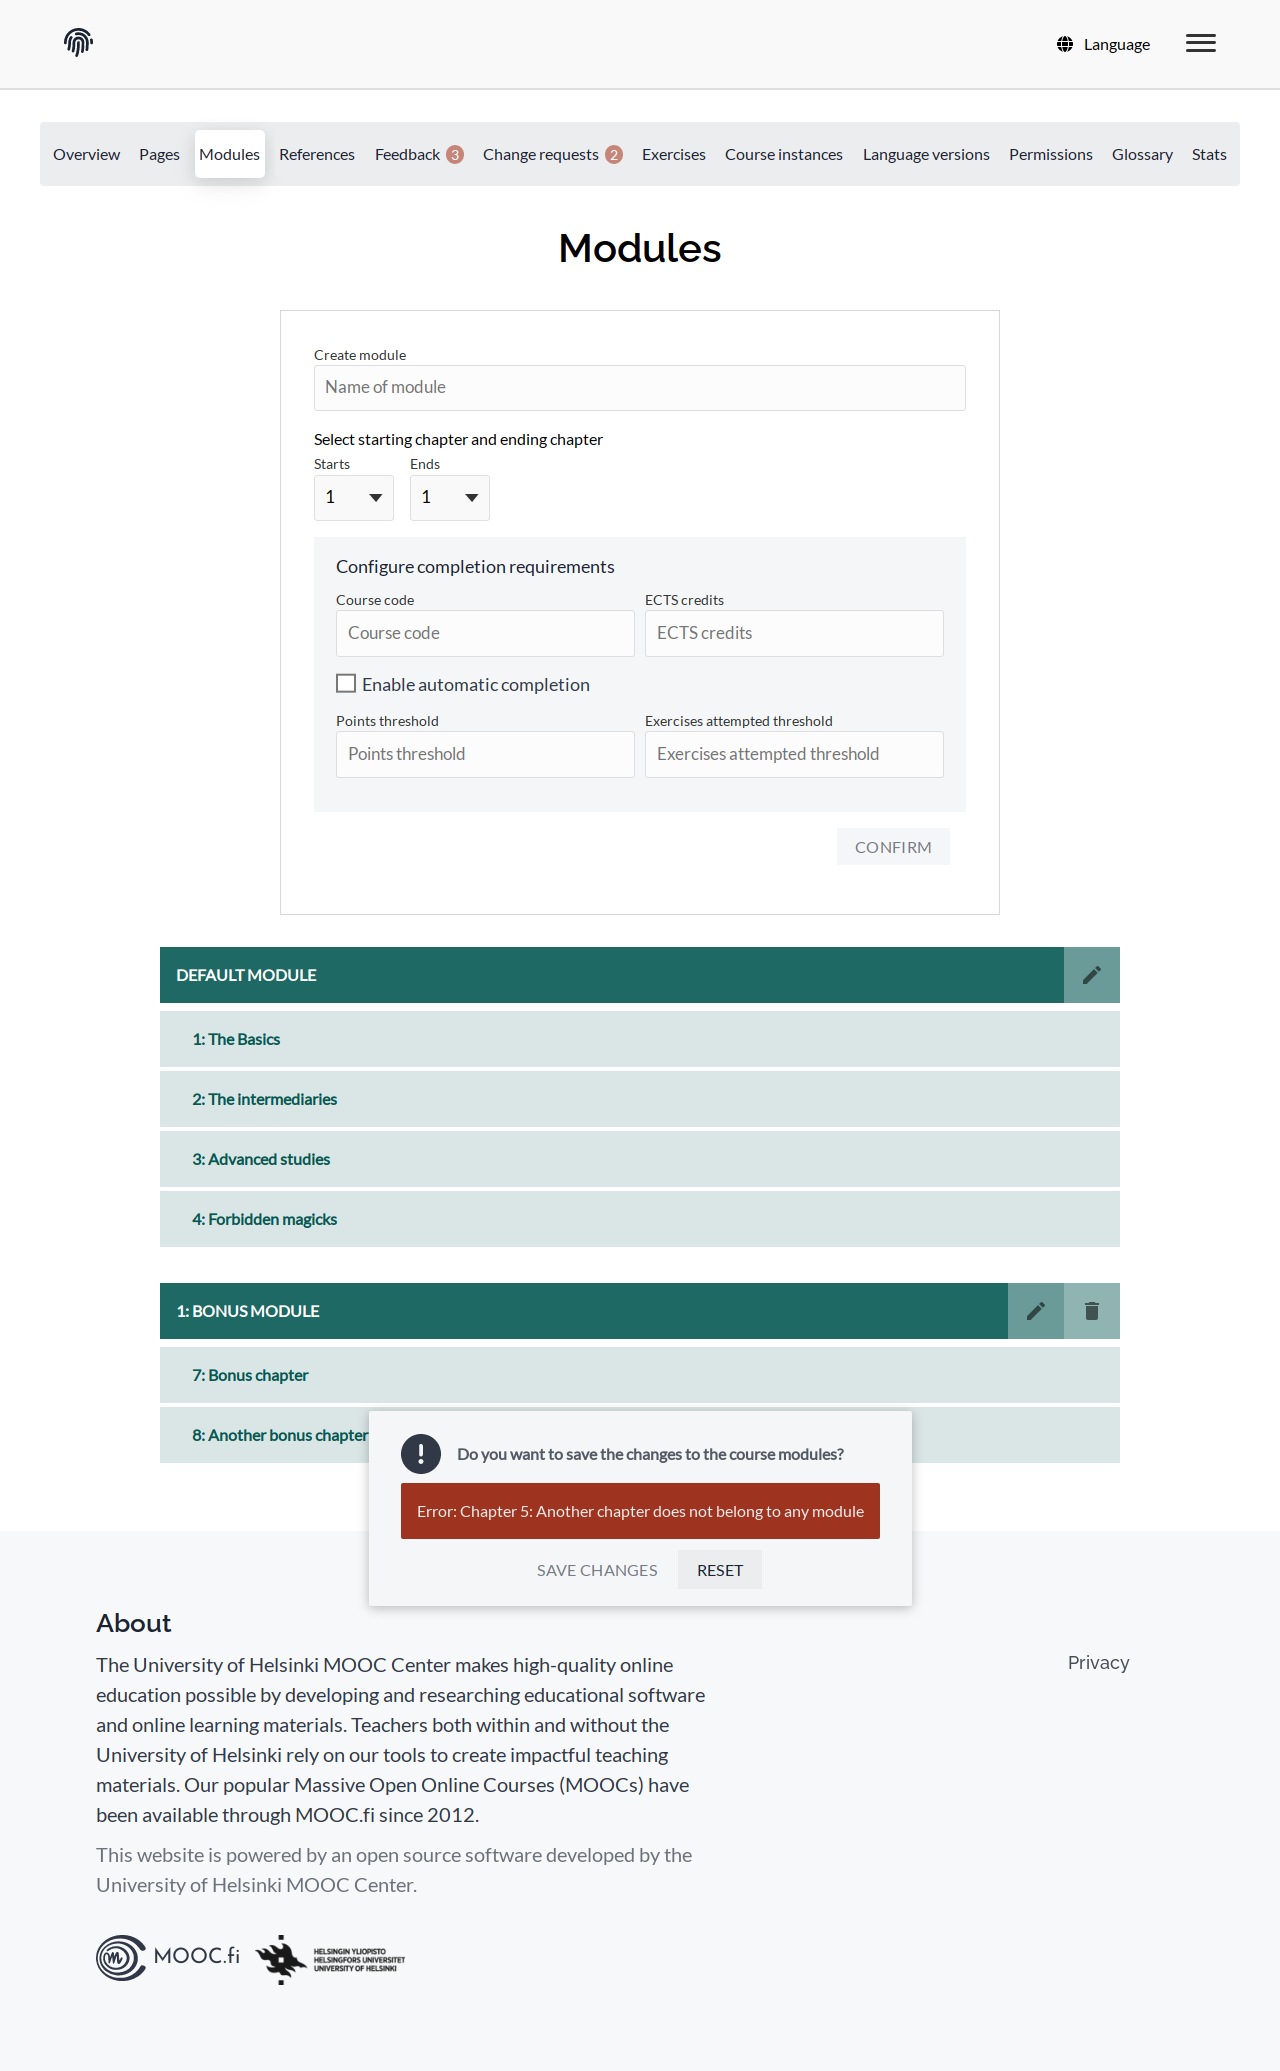 Language
Overview Pages Modules References Feedback 3 Change requests 2 Exercises Course instances Language versions Permissions Glossary Stats
Modules
Create module
Name of module
Select starting chapter and ending chapter
Starts Ends
1 1
Configure completion requirements
Course code ECTS credits
Course code ECTS credits
Enable automatic completion
Points threshold Exercises attempted threshold
Points threshold Exercises attempted threshold
CONFIRM
DEFAULT MODULE
1: The Basics
2: The intermediaries
3: Advanced studies
4: Forbidden magicks
1: BONUS MODULE
7: Bonus chapter
8: Another bonus chapter
Do you want to save the changes to the course modules?
Error: Chapter 5: Another chapter does not belong to any module
SAVE CHANGES RESET
About
The University of Helsinki MOOC Center makes high-quality online
education possible by developing and researching educational software
and online learning materials. Teachers both within and without the
University of Helsinki rely on our tools to create impactful teaching
materials. Our popular Massive Open Online Courses (MOOCs) have
been available through MOOC.fi since 2012.
This website is powered by an open source software developed by the
University of Helsinki MOOC Center.
Privacy
MOOC.fi
HELSINGIN YLIOPISTO
HELSINGFORS UNIVERSITET
UNIVERSITY OF HELSINKI